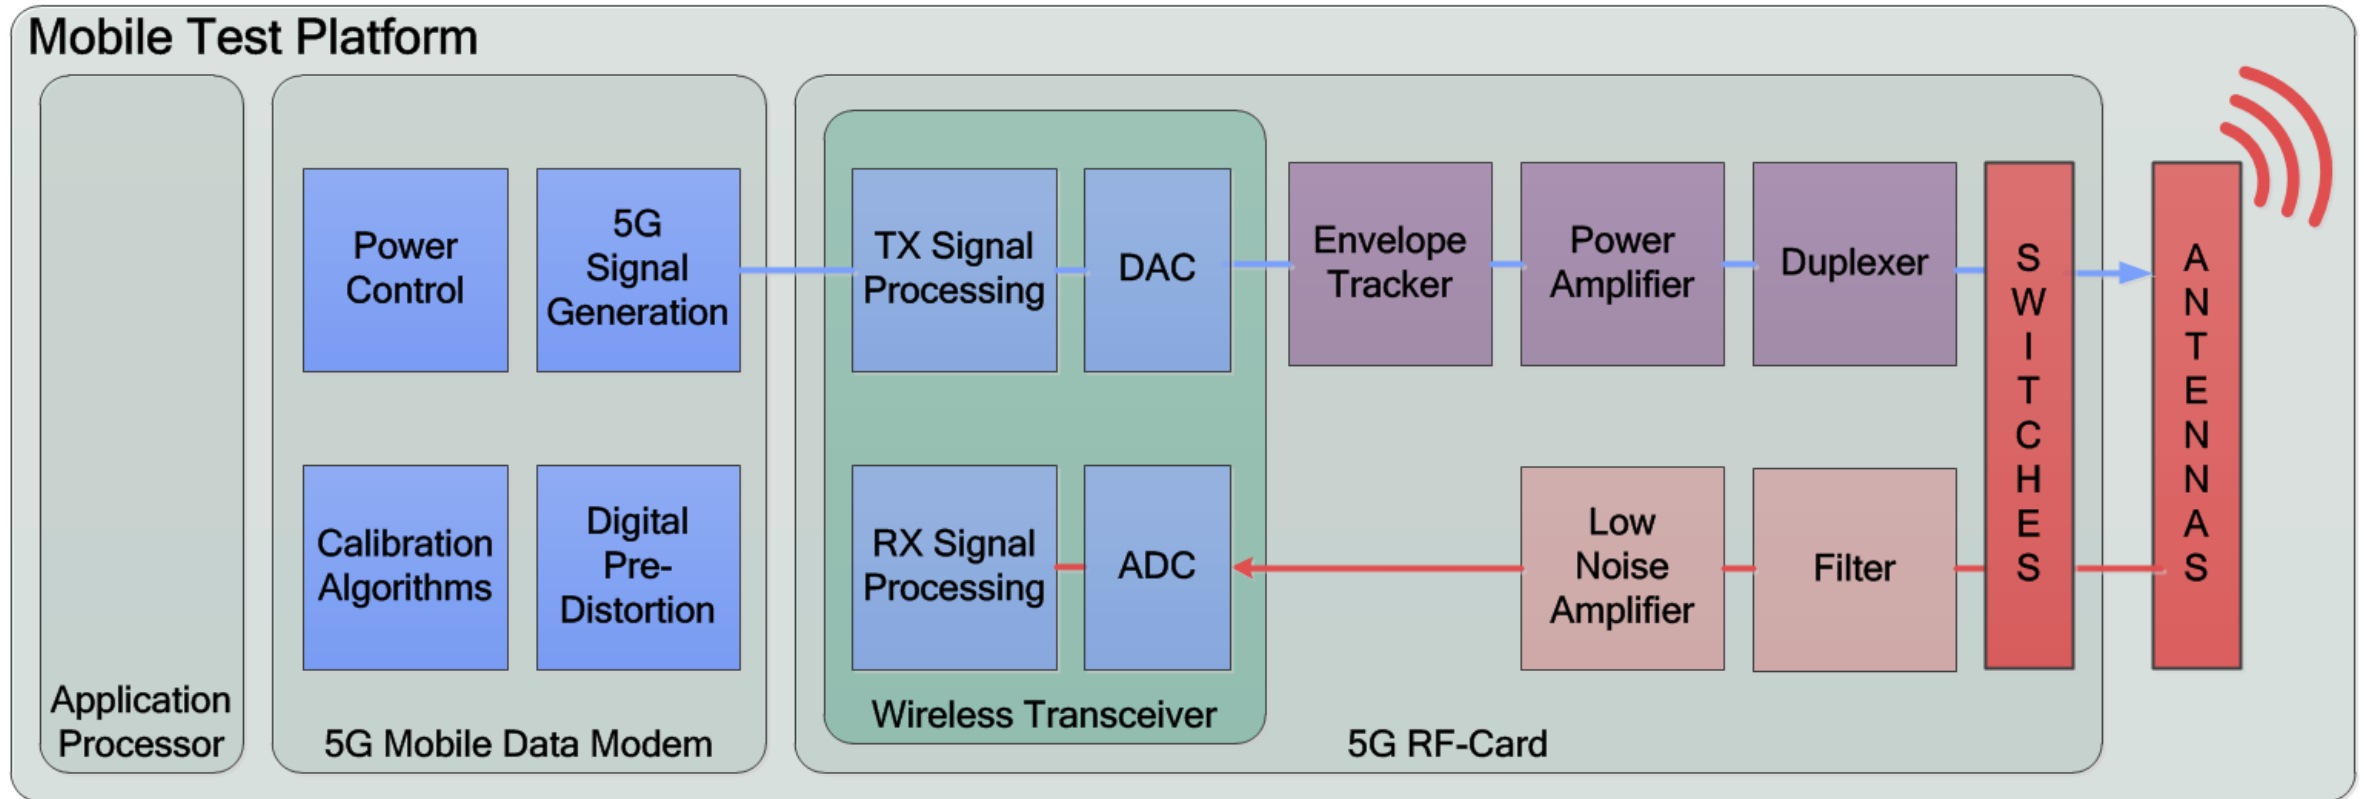 Mobile Test Platform
Application
Processor
Power
Control
5G
Signal
Generation
Calibration
Algorithms
Digital
Pre-
Distortion
5G Mobile Data Modem
TX Signal
Processing
DAC
RX Signal
Processing
ADC
Wireless Transceiver
Envelope
Tracker
Power
Amplifier
Duplexer
Low
Noise
Amplifier
Filter
S
W
I
T
C
H
E
S
5G RF-Card
A
N
T
E
N
N
A
S